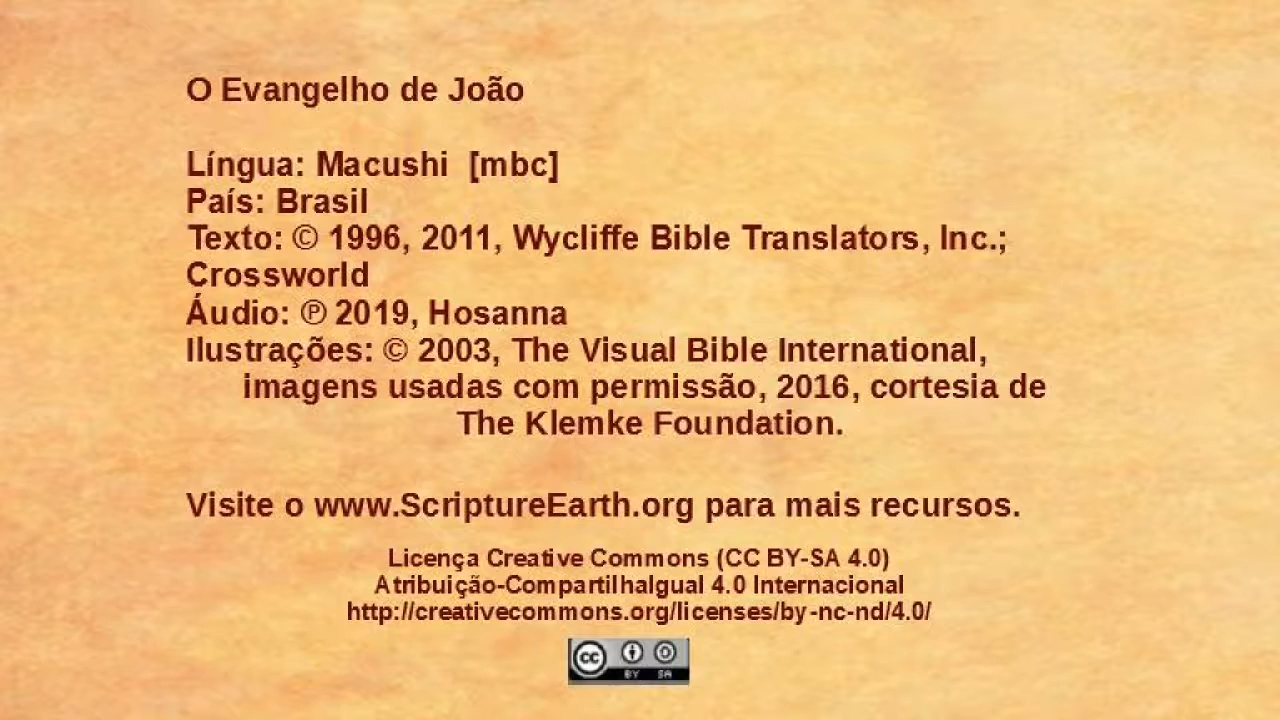 O Evangelho de João
Língua: Macushi  [mbc]
País: Brasil
Texto: © 1996, 2011, Wycliffe Bible Translators, Inc.;
Crossworld
Áudio: ℗ 2019, Hosanna
Ilustrações: © 2003, The Visual Bible International,
imagens usadas com permissão, 2016, cortesia de
The Klemke Foundation.
Visite o www.ScriptureEarth.org para mais recursos.
Licença Creative Commons (CC BY-SA 4.0)
Atribuição-CompartilhaIgual 4.0 Internacional
http://creativecommons.org/licenses/by-nc-nd/4.0/
cc BY SA